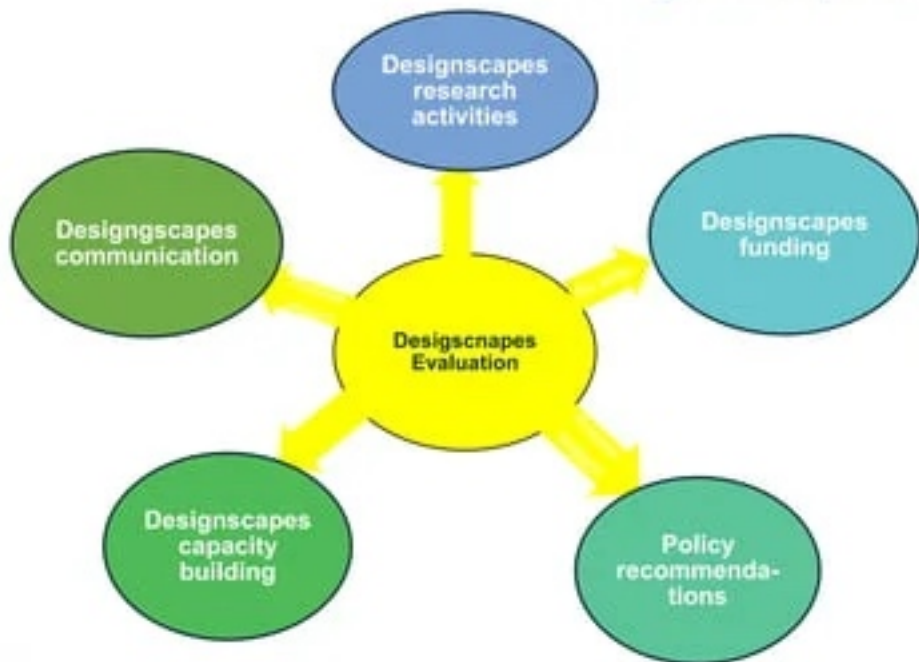 Designscapes
research
activities
Designgscapes
communication
Designscapes
funding
Desigscnapes
Evaluation
Designscapes
capacity
building
Policy
recommenda-
tions